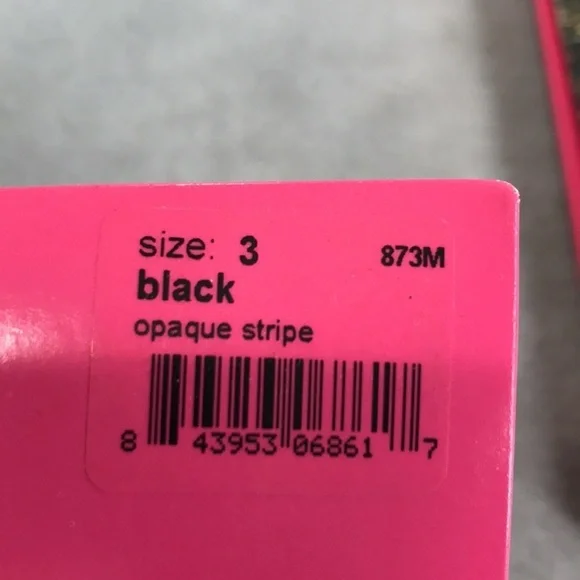 size: 3 873M
black
opaque stripe
8 43953 06861 7